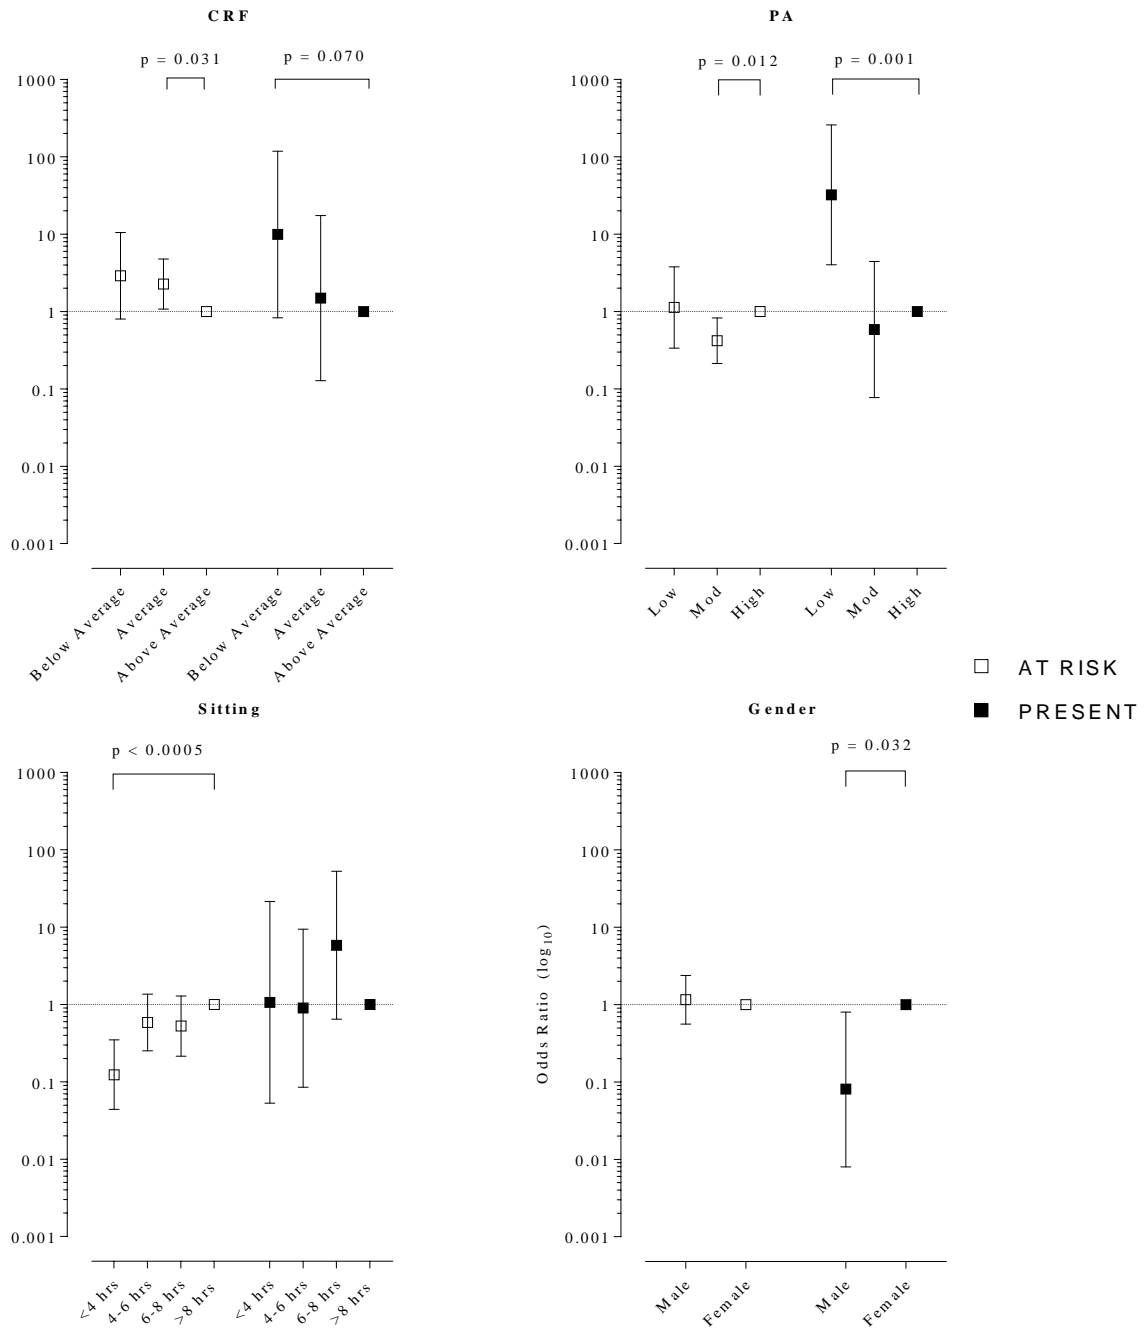 CRF
p = 0.031
p = 0.070
1000
100
10
1
0.1
0.01
0.001
Below Average
Average
Above Average
Below Average
Average
Above Average
PA
p = 0.012
p = 0.001
1000
100
10
1
0.1
0.01
0.001
Low
Mod
High
Low
Mod
High
AT RISK
PRESENT
Sitting
p < 0.0005
1000
100
10
1
0.1
0.01
0.001
<4 hrs
4-6 hrs
6-8 hrs
>8 hrs
<4 hrs
4-6 hrs
6-8 hrs
>8 hrs
Gender
p = 0.032
Odds Ratio (log10)
1000
100
10
1
0.1
0.01
0.001
Male
Female
Male
Female